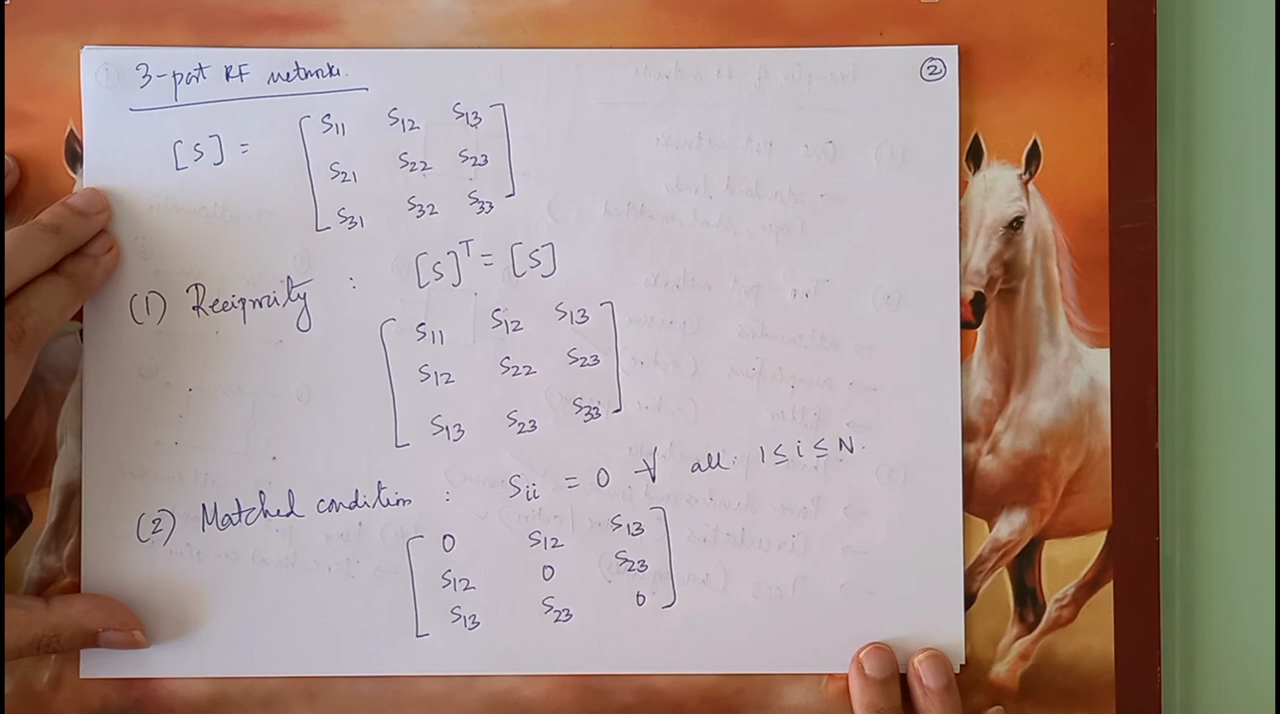 3-port RF network.
②
[S] = [ S11 S12 S13
S21 S22 S23
S31 S32 S33 ]
(1) Reciprocity : [S]ᵀ = [S]
[ S11 S12 S13
S12 S22 S23
S13 S23 S33 ]
(2) Matched condition : Sii = 0 ∀ all 1 ≤ i ≤ N.
[ 0 S12 S13
S12 0 S23
S13 S23 0 ]